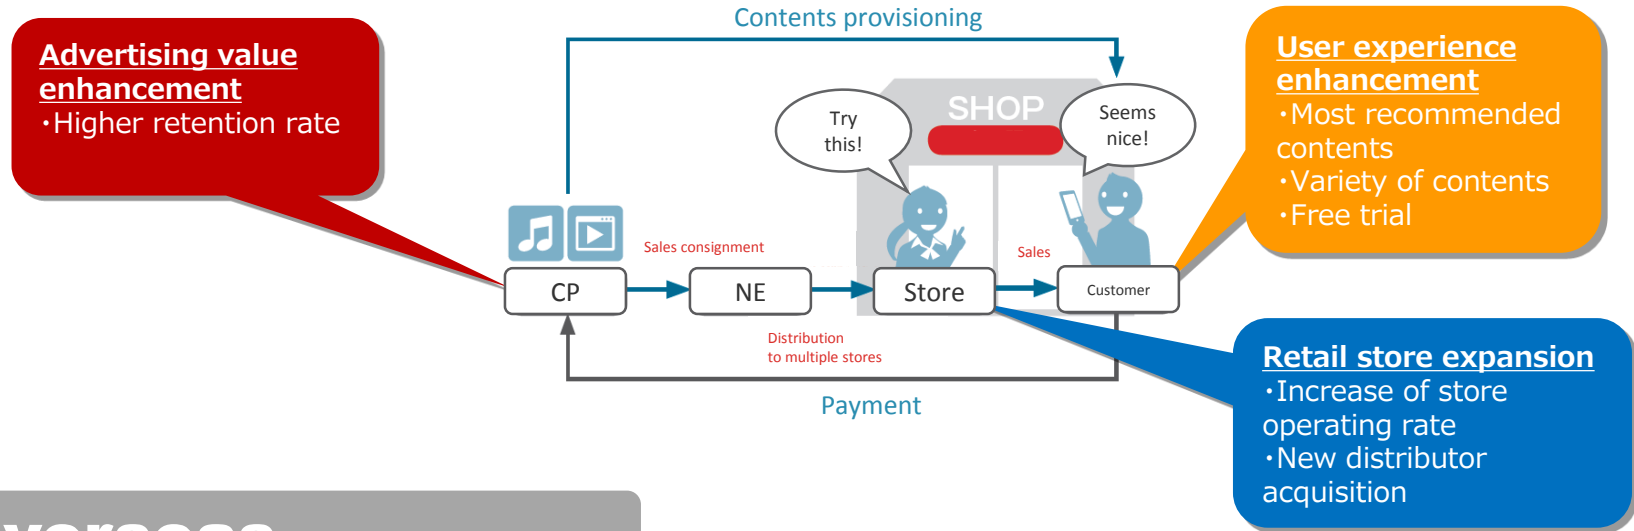 Contents provisioning
Advertising value
enhancement
・Higher retention rate
User experience
enhancement
・Most recommended
contents
・Variety of contents
・Free trial
SHOP
Try
this!
Seems
nice!
Sales consignment
Sales
CP
NE
Store
Customer
Distribution
to multiple stores
Payment
Retail store expansion
・Increase of store
operating rate
・New distributor
acquisition